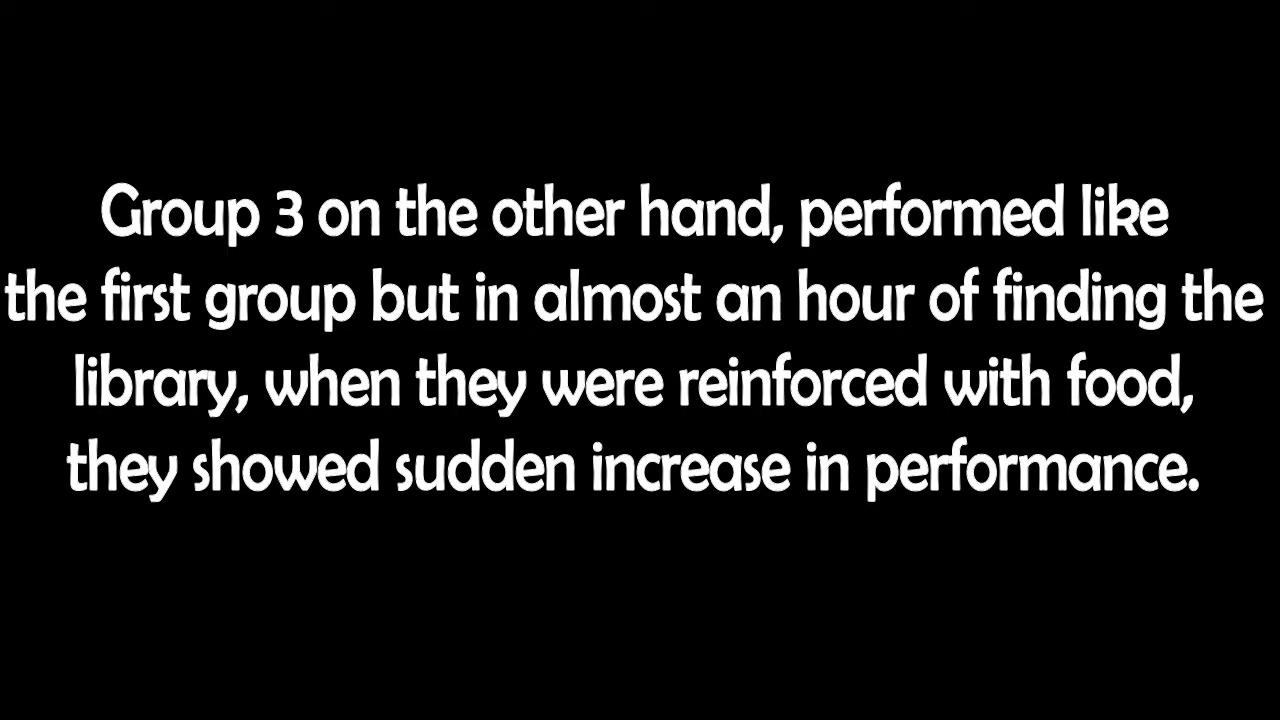 Group 3 on the other hand, performed like
the first group but in almost an hour of finding the
library, when they were reinforced with food,
they showed sudden increase in performance.